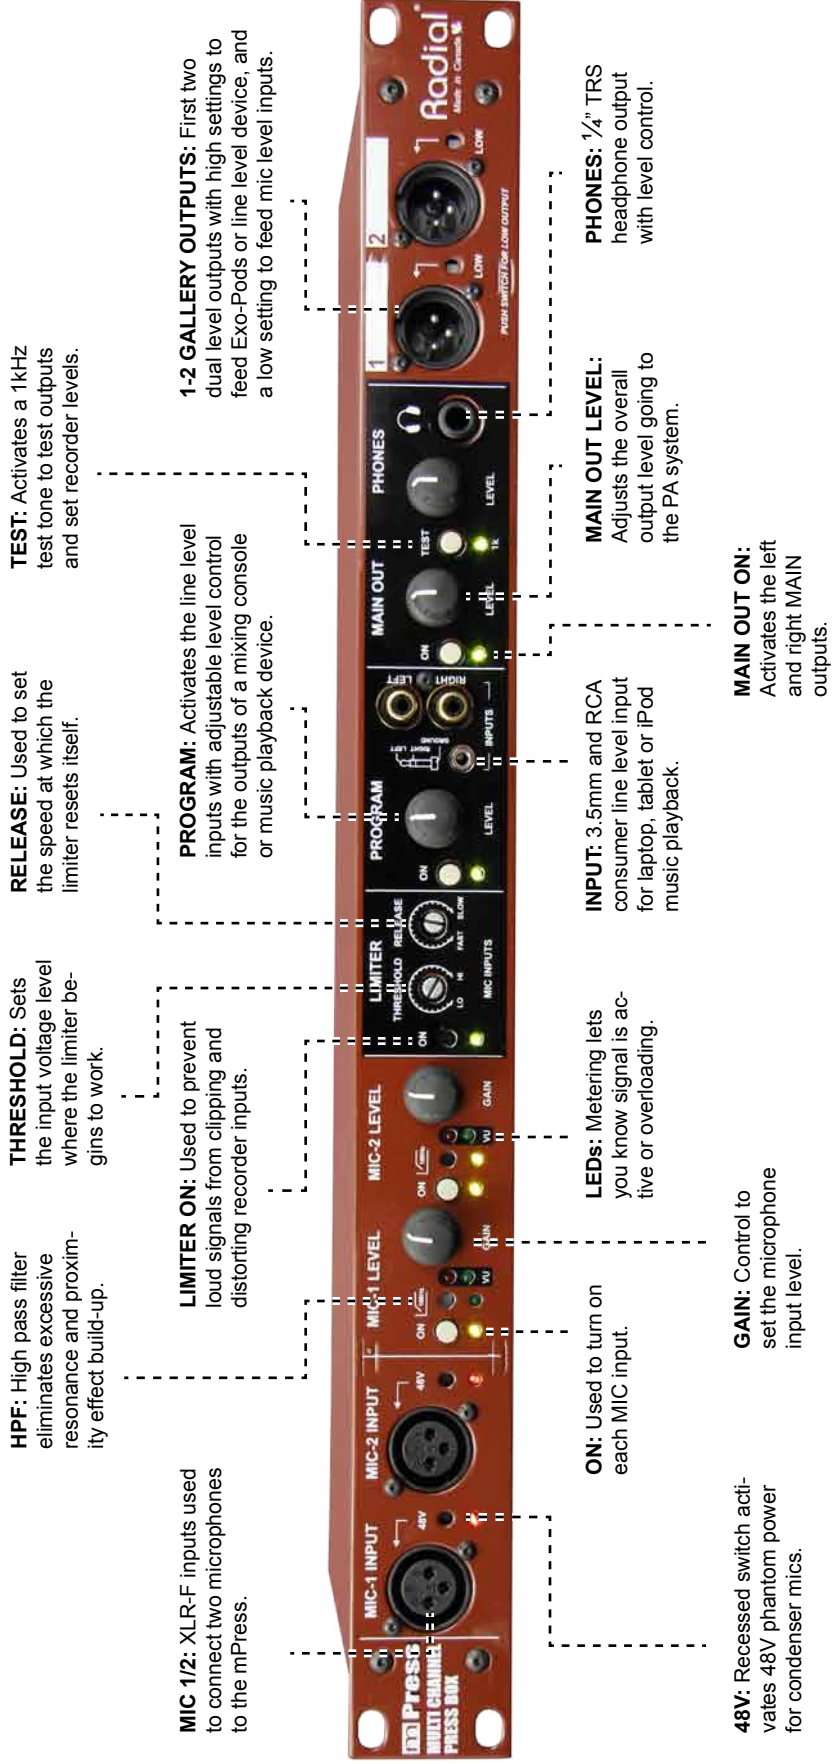 HPF: High pass filter
eliminates excessive
resonance and proxim-
ity effect build-up.
THRESHOLD: Sets
the input voltage level
where the limiter be-
gins to work.
RELEASE: Used to set
the speed at which the
limiter resets itself.
TEST: Activates a 1kHz
test tone to test outputs
and set recorder levels.
MIC 1/2: XLR-F inputs used
to connect two microphones
to the mPress.
LIMITER ON: Used to prevent
loud signals from clipping and
distorting recorder inputs.
PROGRAM: Activates the line level
inputs with adjustable level control
for the outputs of a mixing console
or music playback device.
1-2 GALLERY OUTPUTS: First two
dual level outputs with high settings to
feed Exo-Pods or line level device, and
a low setting to feed mic level inputs.
mPress
MULTI CHANNEL
PRESS BOX
MIC-1 INPUT
48V
MIC-2 INPUT
48V
MIC-1 LEVEL
ON
100Hz
VU
GAIN
MIC-2 LEVEL
ON
100Hz
VU
GAIN
LIMITER
ON
THRESHOLD
RELEASE
LO
HI
FAST
SLOW
MIC INPUTS
PROGRAM
ON
LEVEL
RIGHT LEFT
GROUND
LEFT
RIGHT
INPUTS
MAIN OUT
ON
LEVEL
TEST
1k
PHONES
LEVEL
1
LOW
2
LOW
PUSH SWITCH FOR LOW OUTPUT
Radial
Made in Canada
ON: Used to turn on
each MIC input.
LEDs: Metering lets
you know signal is ac-
tive or overloading.
INPUT: 3.5mm and RCA
consumer line level input
for laptop, tablet or iPod
music playback.
MAIN OUT LEVEL:
Adjusts the overall
output level going to
the PA system.
PHONES: ¼” TRS
headphone output
with level control.
48V: Recessed switch acti-
vates 48V phantom power
for condenser mics.
GAIN: Control to
set the microphone
input level.
MAIN OUT ON:
Activates the left
and right MAIN
outputs.